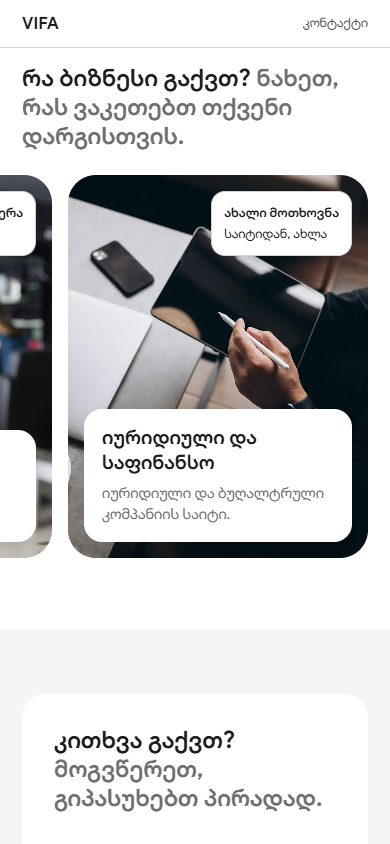 VIFA
კონტაქტი
რა ბიზნესი გაქვთ? ნახეთ,
რას ვაკეთებთ თქვენი
დარგისთვის.
ახალი მოთხოვნა
საიტიდან, ახლა
იურიდიული და
საფინანსო
იურიდიული და ბუღალტრული
კომპანიის საიტი.
კითხვა გაქვთ?
მოგვწერეთ,
გიპასუხებთ პირადად.